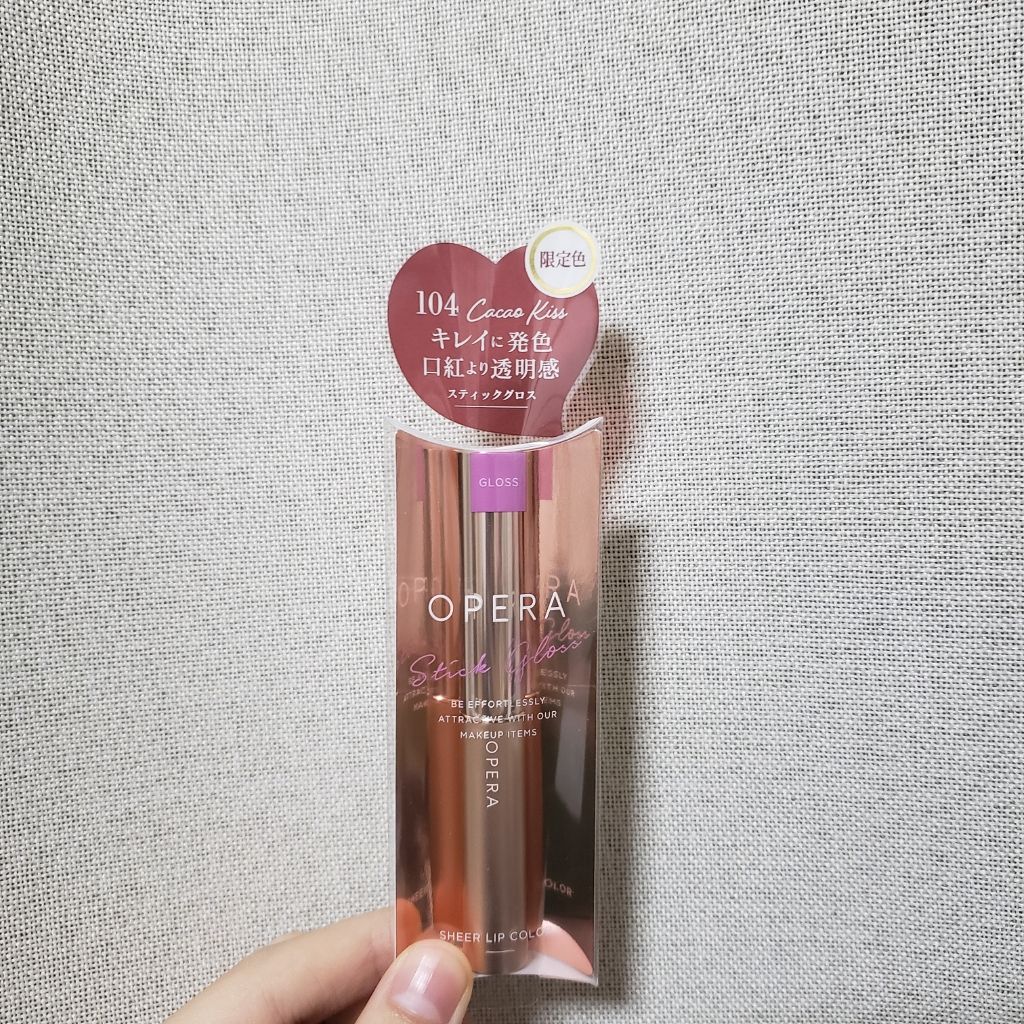 限定色
104 Cacao Kiss
キレイに発色
口紅より透明感
スティックグロス
GLOSS
OPERA
Stick Gloss
BE EFFORTLESSLY
ATTRACTIVE WITH OUR
MAKEUP ITEMS
OPERA
SHEER LIP COLO